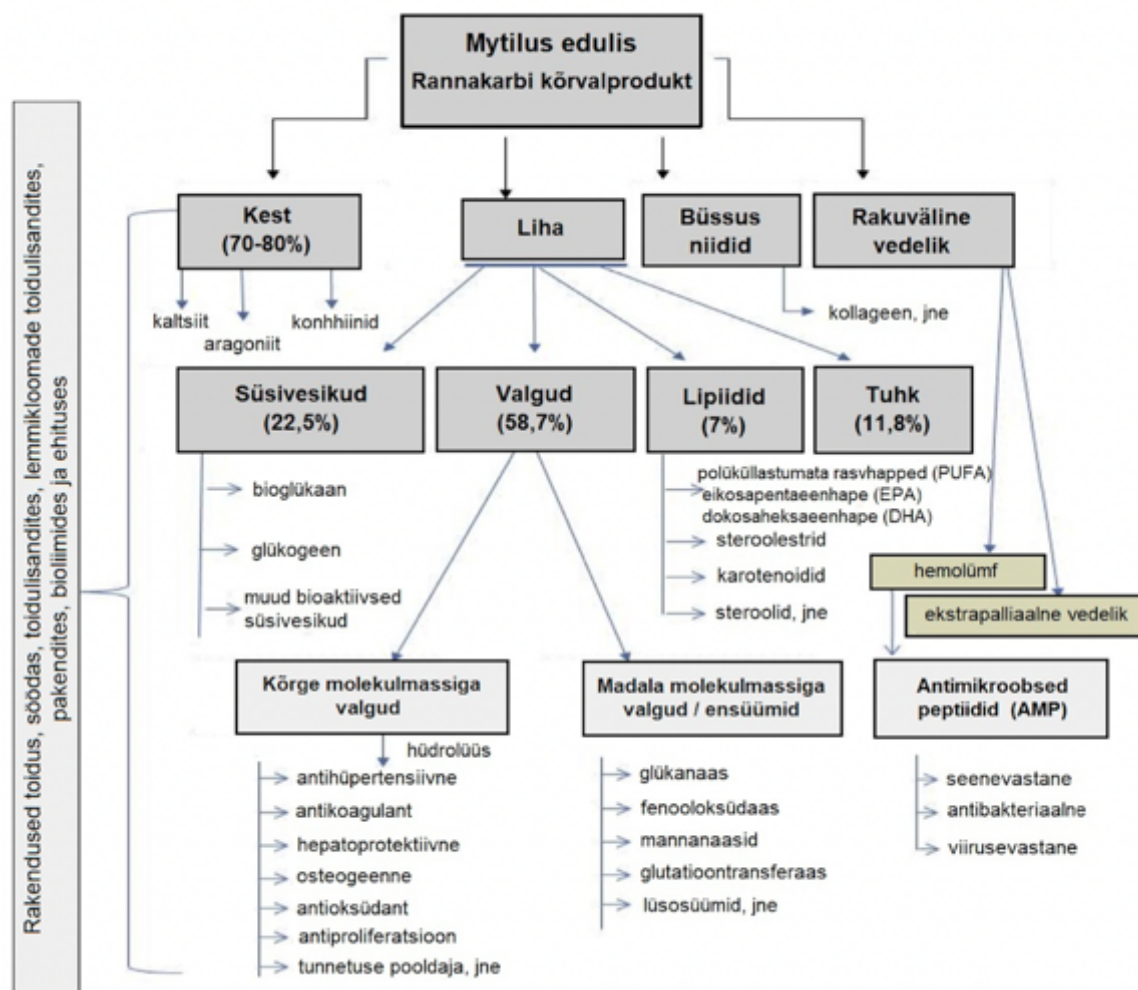 Mytilus edulis
Rannakarbi kõrvalprodukt
Rakendused toidus, söödas, toidulisandites, lemmikloomade toidulisandites,
pakendites, bioliimides ja ehituses
Kest
(70-80%)
Liha
Büssus
niidid
Rakuväline
vedelik
kaltsiit
aragoniit
konhhiinid
kollageen, jne
Süsivesikud
(22,5%)
Valgud
(58,7%)
Lipiidid
(7%)
Tuhk
(11,8%)
bioglükaan
glükogeen
muud bioaktiivsed
süsivesikud
polüküllastumata rasvhapped (PUFA)
eikosapentaeenhape (EPA)
dokosaheksaeenhape (DHA)
steroolestrid
karotenoidid
steroolid, jne
hemolümf
ekstrapalliaalne vedelik
Kõrge molekulmassiga
valgud
Madala molekulmassiga
valgud / ensüümid
Antimikroobsed
peptiidid (AMP)
hüdrolüüs
antihüpertensiivne
antikoagulant
hepatoprotektiivne
osteogeenne
antioksüdant
antiproliferatsioon
tunnetuse pooldaja, jne
glükanaas
fenooloksüdaas
mannanaasid
glutatioontransferaas
lüsosüümid, jne
seenevastane
antibakteriaalne
viirusevastane